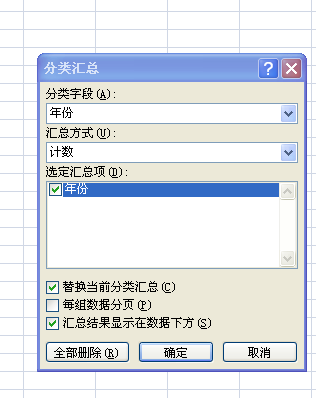 分类汇总
分类字段(A):
年份
汇总方式(U):
计数
选定汇总项(D):
年份
替换当前分类汇总(C)
每组数据分页(P)
汇总结果显示在数据下方(S)
全部删除(R) 确定 取消